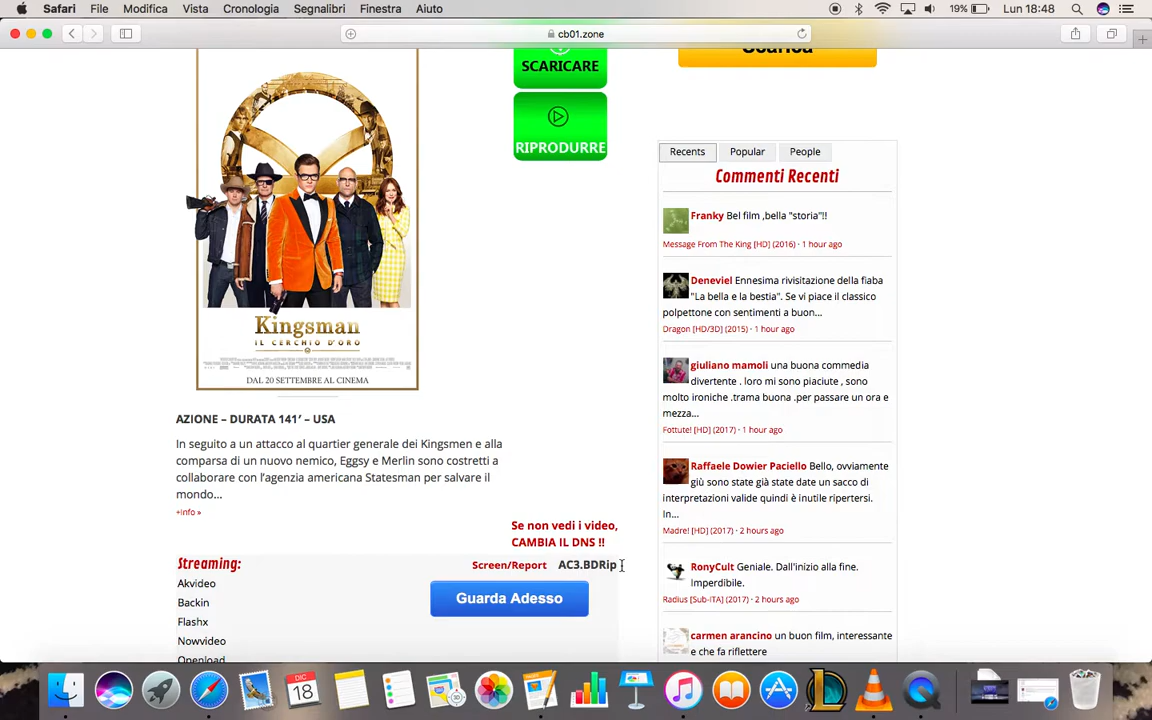 Safari File Modifica Vista Cronologia Segnalibri Finestra Aiuto 19% Lun 18:48
cb01.zone
SCARICARE
RIPRODURRE
Scarica
Kingsman
IL CERCHIO D'ORO
DAL 20 SETTEMBRE AL CINEMA
AZIONE – DURATA 141′ – USA
In seguito a un attacco al quartier generale dei Kingsmen e alla
comparsa di un nuovo nemico, Eggsy e Merlin sono costretti a
collaborare con l'agenzia americana Statesman per salvare il
mondo...
+Info »
Se non vedi i video,
CAMBIA IL DNS !!
Streaming:
Screen/Report AC3.BDRip
Akvideo
Backin
Flashx
Nowvideo
Openload
Guarda Adesso
Recents Popular People
Commenti Recenti
Franky Bel film ,bella "storia"!!
Message From The King [HD] (2016) · 1 hour ago
Deneviel Ennesima rivisitazione della fiaba
"La bella e la bestia". Se vi piace il classico
polpettone con sentimenti a buon...
Dragon [HD/3D] (2015) · 1 hour ago
giuliano mamoli una buona commedia
divertente . loro mi sono piaciute , sono
molto ironiche .trama buona .per passare un ora e
mezza...
Fottute! [HD] (2017) · 1 hour ago
Raffaele Dowier Paciello Bello, ovviamente
giù sono state già state date un sacco di
interpretazioni valide quindi è inutile ripertersi.
In...
Madre! [HD] (2017) · 2 hours ago
RonyCult Geniale. Dall'inizio alla fine.
Imperdibile.
Radius [Sub-ITA] (2017) · 2 hours ago
carmen arancino un buon film, interessante
e che fa riflettere
DIC
18